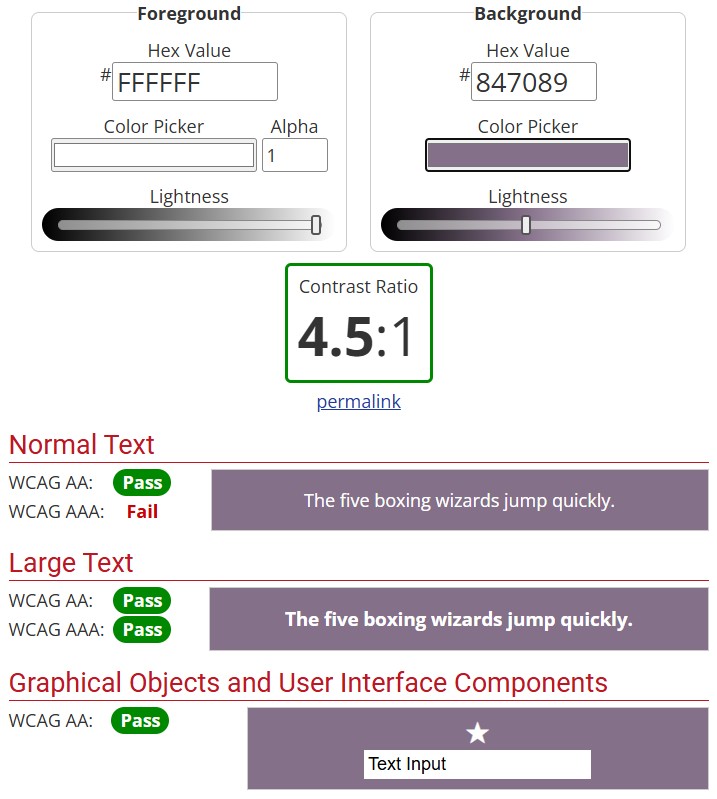 Foreground
Background
Hex Value
Hex Value
# FFFFFF
# 847089
Color Picker
Alpha
Color Picker
1
Lightness
Lightness
Contrast Ratio
4.5:1
permalink
Normal Text
WCAG AA: Pass
WCAG AAA: Fail
The five boxing wizards jump quickly.
Large Text
WCAG AA: Pass
WCAG AAA: Pass
The five boxing wizards jump quickly.
Graphical Objects and User Interface Components
WCAG AA: Pass
Text Input